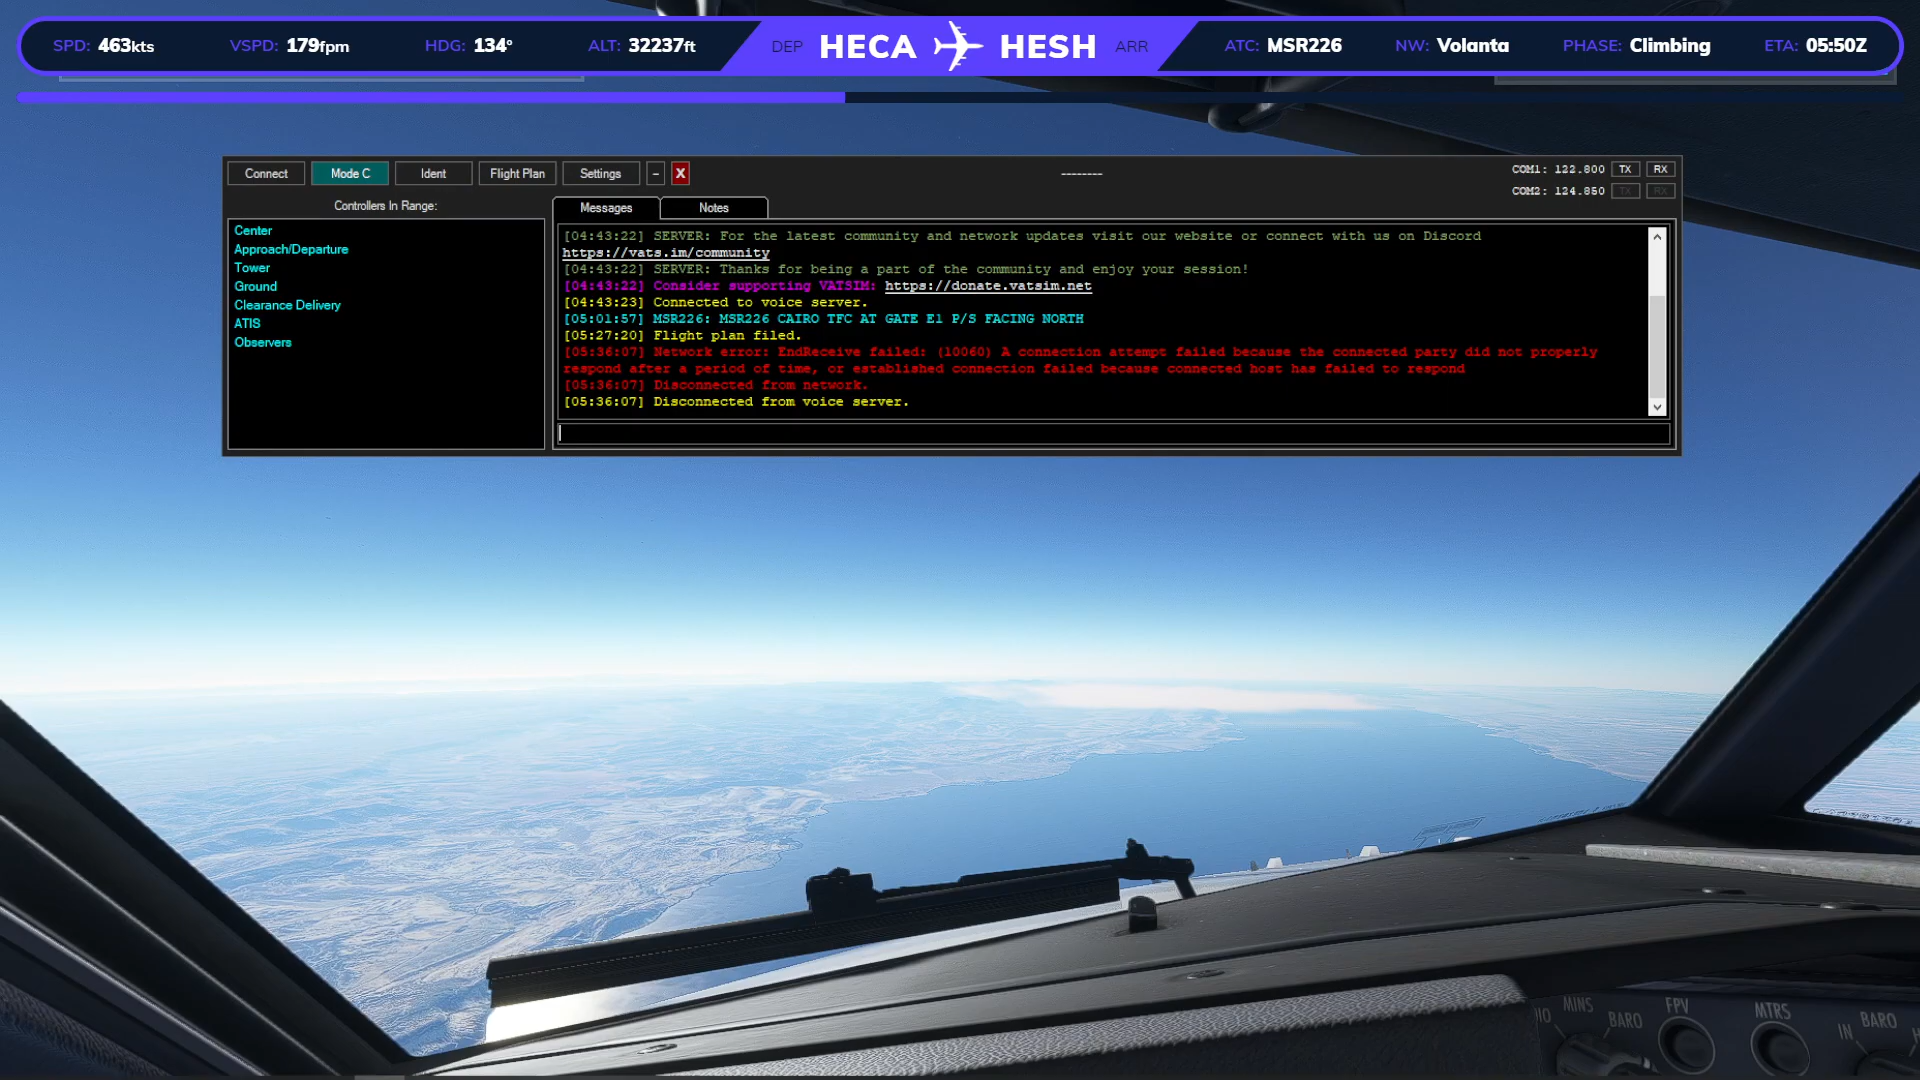 SPD: 463kts VSPD: 179fpm HDG: 134° ALT: 32237ft DEP HECA HESH ARR ATC: MSR226 NW: Volanta PHASE: Climbing ETA: 05:50Z
Connect Mode C Ident Flight Plan Settings - X -------- COM1: 122.800 TX RX
COM2: 124.850 TX RX
Controllers In Range:
Messages Notes
Center
Approach/Departure
Tower
Ground
Clearance Delivery
ATIS
Observers
[04:43:22] SERVER: For the latest community and network updates visit our website or connect with us on Discord
https://vats.im/community
[04:43:22] SERVER: Thanks for being a part of the community and enjoy your session!
[04:43:22] Consider supporting VATSIM: https://donate.vatsim.net
[04:43:23] Connected to voice server.
[05:01:57] MSR226: MSR226 CAIRO TFC AT GATE E1 P/S FACING NORTH
[05:27:20] Flight plan filed.
[05:36:07] Network error: EndReceive failed: (10060) A connection attempt failed because the connected party did not properly
respond after a period of time, or established connection failed because connected host has failed to respond
[05:36:07] Disconnected from network.
[05:36:07] Disconnected from voice server.
MINS FPV MTRS
BARO IN BARO